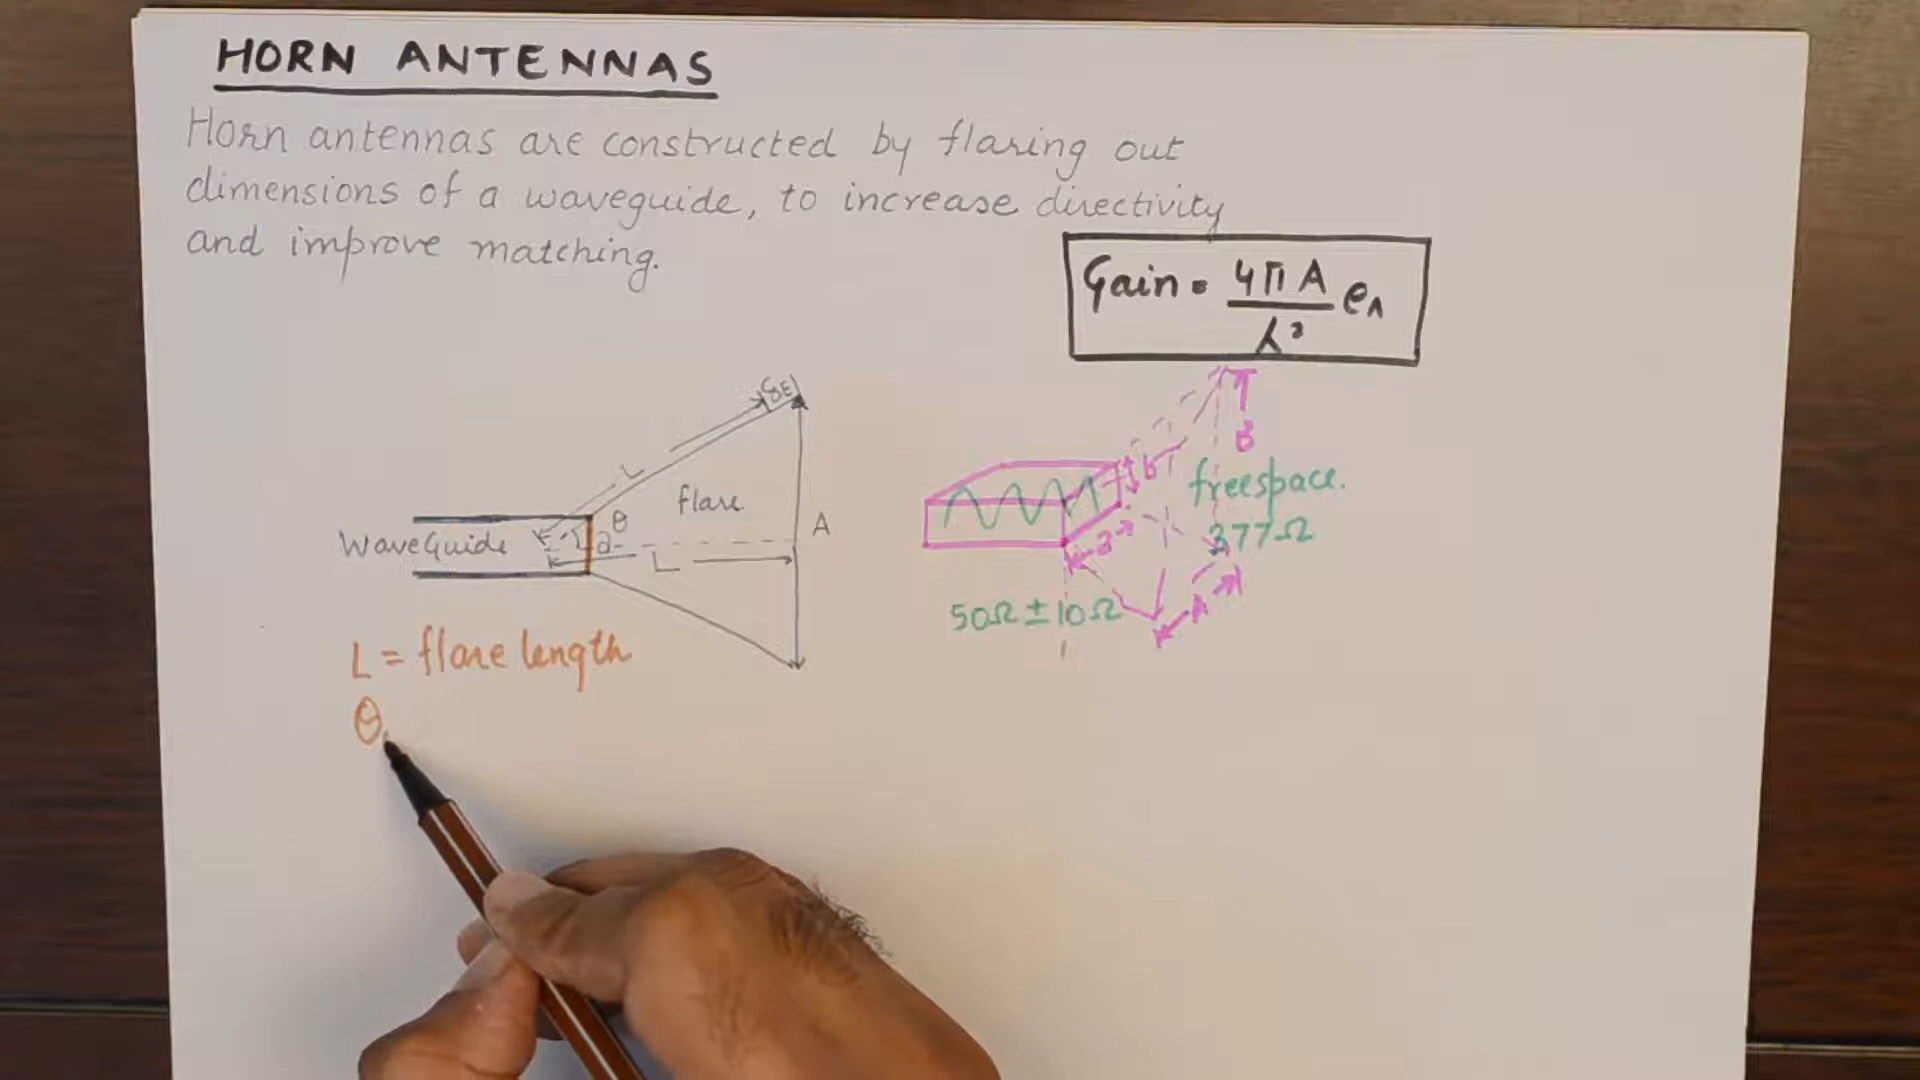 HORN ANTENNAS
Horn antennas are constructed by flaring out
dimensions of a waveguide, to increase directivity
and improve matching.
Gain = 4πA / λ² eA
δE
L
flare
θ
a
A
WaveGuide
L
B
b
freespace.
377Ω
a
50Ω ± 10Ω
A
L = flare length
θ